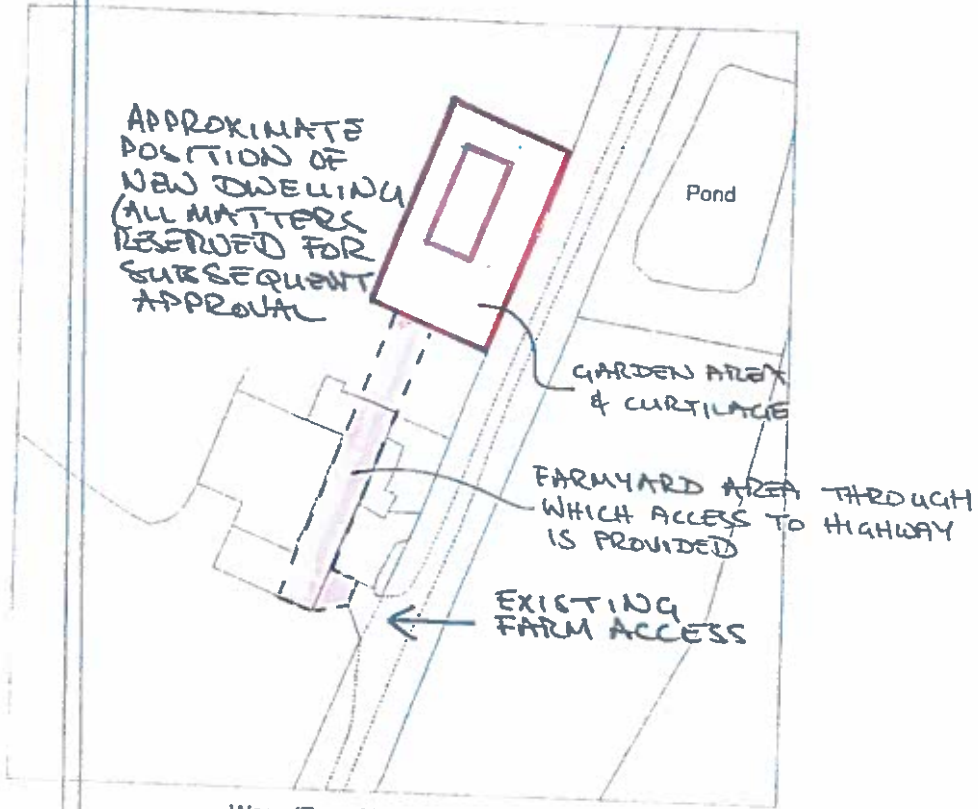 APPROXIMATE
POSITION OF
NEW DWELLING
(ALL MATTERS
RESERVED FOR
SUBSEQUENT
APPROVAL
Pond
GARDEN AREA
& CURTILAGE
FARMYARD AREA THROUGH
WHICH ACCESS TO HIGHWAY
IS PROVIDED
EXISTING
FARM ACCESS